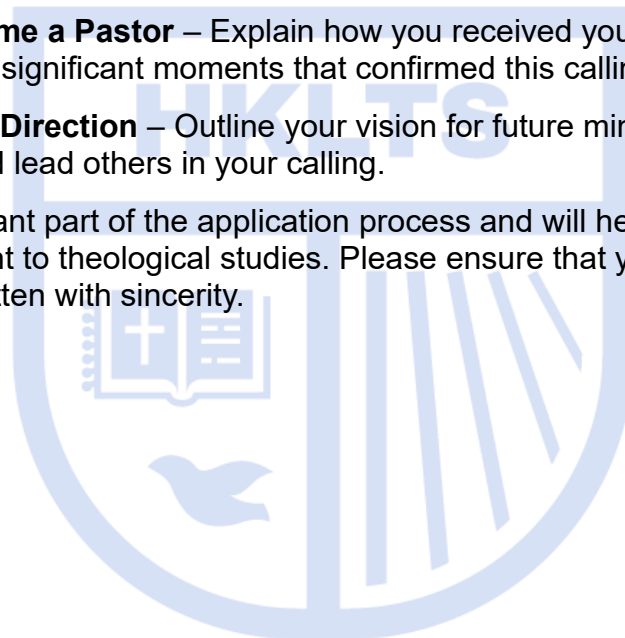 me a Pastor – Explain how you received you
significant moments that confirmed this callin
Direction – Outline your vision for future min
lead others in your calling.
ant part of the application process and will he
t to theological studies. Please ensure that y
tten with sincerity.
HKLTS